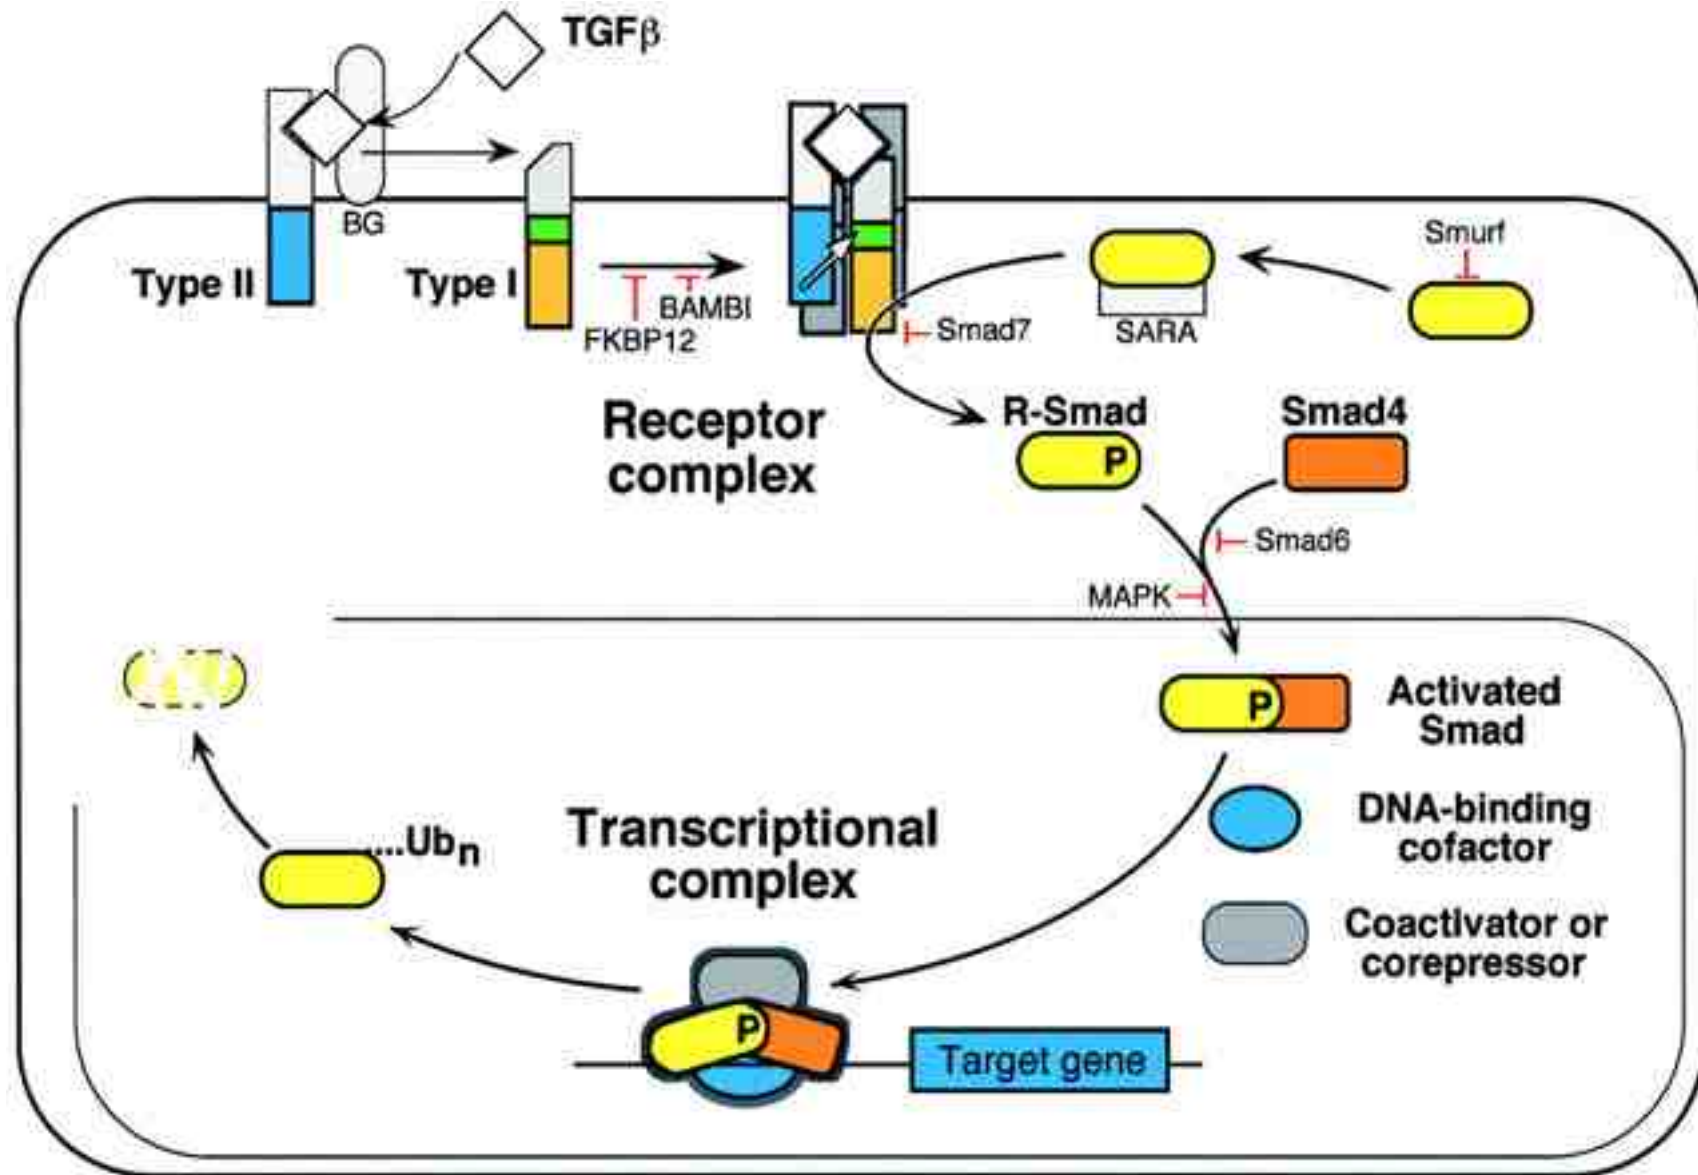 TGFβ
BG
Type II
Type I
BAMBI
FKBP12
Smurf
SARA
Smad7
Receptor
complex
R-Smad
Smad4
P
Smad6
MAPK
P
Activated
Smad
DNA-binding
cofactor
Coactivator or
corepressor
....Ubn
Transcriptional
complex
P
Target gene